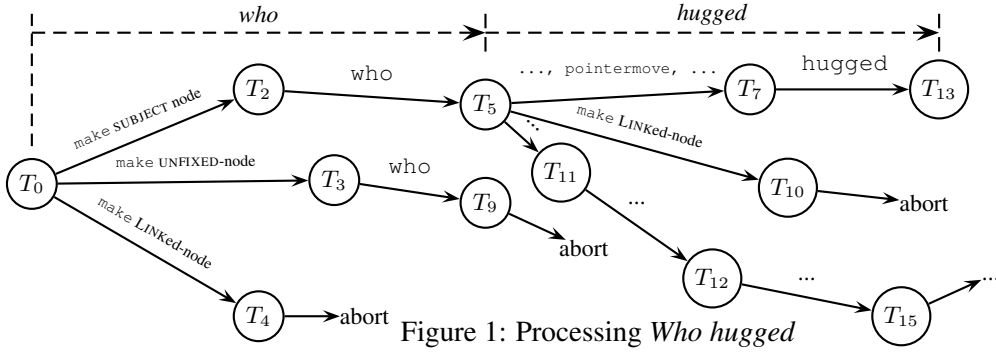 who hugged
..., pointermove, ... hugged
who
T2 T5 T7 T13
make SUBJECT node
... make LINKed-node
make UNFIXED-node who
T0 T3 T9 T11 T10
... abort
make LINKed-node abort
T12 ... ...
T4 abort T15
Figure 1: Processing Who hugged